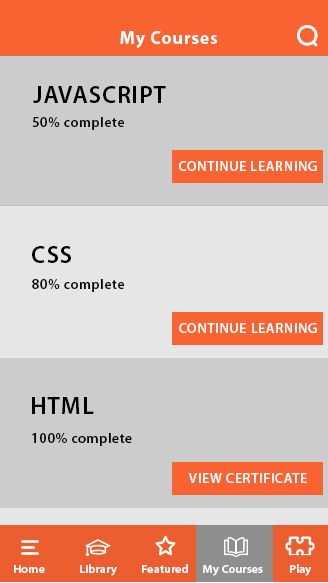 My Courses
JAVASCRIPT
50% complete
CONTINUE LEARNING
CSS
80% complete
CONTINUE LEARNING
HTML
100% complete
VIEW CERTIFICATE
Home Library Featured My Courses Play